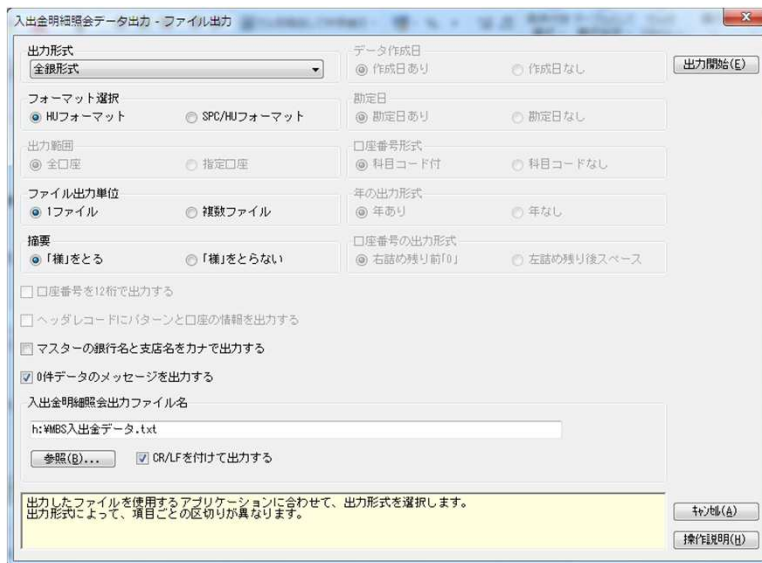 入出金明細照会データ出力 - ファイル出力
出力形式
全銀形式
フォーマット選択
HUフォーマット
SPC/HUフォーマット
出力範囲
全口座
指定口座
ファイル出力単位
1ファイル
複数ファイル
摘要
「様」をとる
「様」をとらない
データ作成日
作成日あり
作成日なし
勘定日
勘定日あり
勘定日なし
口座番号形式
科目コード付
科目コードなし
年の出力形式
年あり
年なし
口座番号の出力形式
右詰め残り前「0」
左詰め残り後スペース
口座番号を12桁で出力する
ヘッダレコードにパターンと口座の情報を出力する
マスターの銀行名と支店名をカナで出力する
0件データのメッセージを出力する
入出金明細照会出力ファイル名
h:¥MBS入出金データ.txt
参照(B)...
CR/LFを付けて出力する
出力したファイルを使用するアプリケーションに合わせて、出力形式を選択します。
出力形式によって、項目ごとの区切りが異なります。
出力開始(E)
キャンセル(A)
操作説明(H)